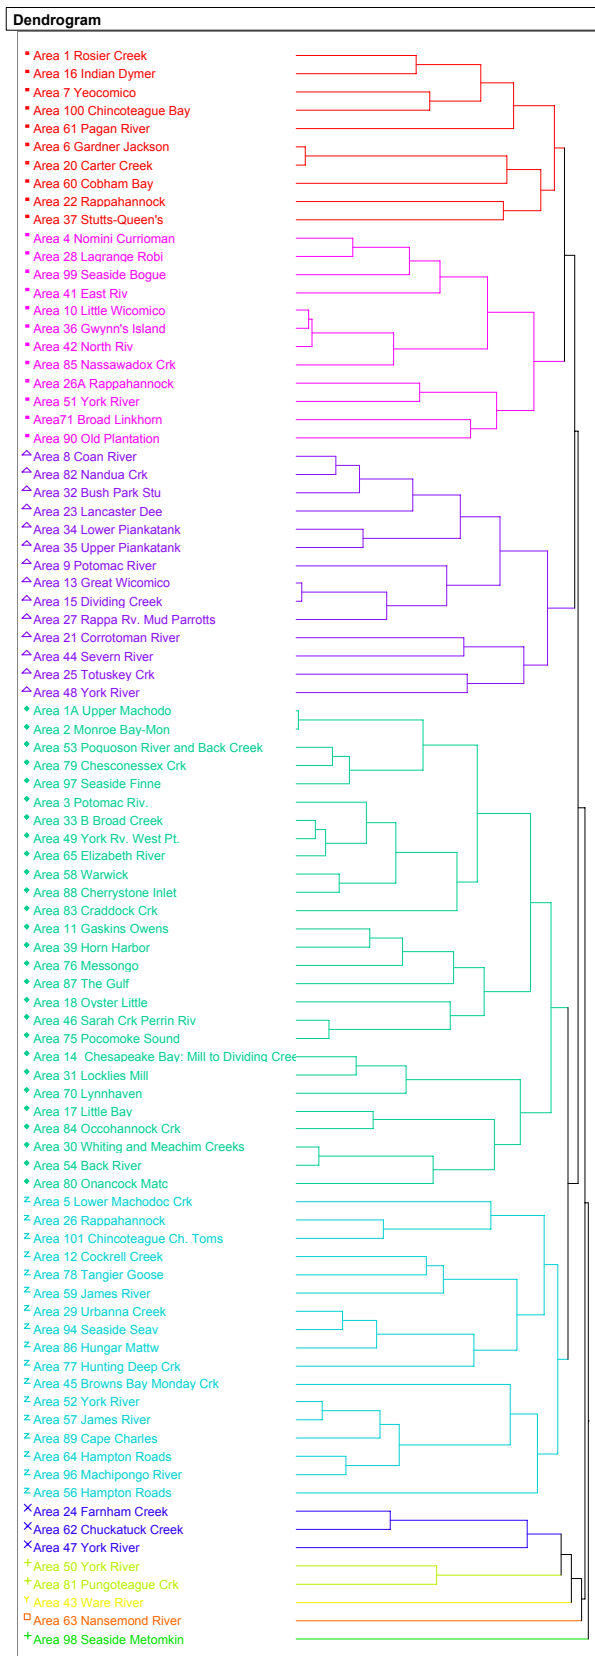 Dendrogram
Area 1 Rosier Creek
Area 16 Indian Dymer
Area 7 Yeocomico
Area 100 Chincoteague Bay
Area 61 Pagan River
Area 6 Gardner Jackson
Area 20 Carter Creek
Area 60 Cobham Bay
Area 22 Rappahannock
Area 37 Stutts-Queen's
Area 4 Nomini Currioman
Area 28 Lagrange Robi
Area 99 Seaside Bogue
Area 41 East Riv
Area 10 Little Wicomico
Area 36 Gwynn's Island
Area 42 North Riv
Area 85 Nassawadox Crk
Area 26A Rappahannock
Area 51 York River
Area71 Broad Linkhorn
Area 90 Old Plantation
Area 8 Coan River
Area 82 Nandua Crk
Area 32 Bush Park Stu
Area 23 Lancaster Dee
Area 34 Lower Piankatank
Area 35 Upper Piankatank
Area 9 Potomac River
Area 13 Great Wicomico
Area 15 Dividing Creek
Area 27 Rappa Rv. Mud Parrotts
Area 21 Corrotoman River
Area 44 Severn River
Area 25 Totuskey Crk
Area 48 York River
Area 1A Upper Machodo
Area 2 Monroe Bay-Mon
Area 53 Poquoson River and Back Creek
Area 79 Chesconessex Crk
Area 97 Seaside Finne
Area 3 Potomac Riv.
Area 33 B Broad Creek
Area 49 York Rv. West Pt.
Area 65 Elizabeth River
Area 58 Warwick
Area 88 Cherrystone Inlet
Area 83 Craddock Crk
Area 11 Gaskins Owens
Area 39 Horn Harbor
Area 76 Messongo
Area 87 The Gulf
Area 18 Oyster Little
Area 46 Sarah Crk Perrin Riv
Area 75 Pocomoke Sound
Area 14 Chesapeake Bay: Mill to Dividing Cree
Area 31 Locklies Mill
Area 70 Lynnhaven
Area 17 Little Bay
Area 84 Occohannock Crk
Area 30 Whiting and Meachim Creeks
Area 54 Back River
Area 80 Onancock Matc
Area 5 Lower Machodoc Crk
Area 26 Rappahannock
Area 101 Chincoteague Ch. Toms
Area 12 Cockrell Creek
Area 78 Tangier Goose
Area 59 James River
Area 29 Urbanna Creek
Area 94 Seaside Seav
Area 86 Hungar Mattw
Area 77 Hunting Deep Crk
Area 45 Browns Bay Monday Crk
Area 52 York River
Area 57 James River
Area 89 Cape Charles
Area 64 Hampton Roads
Area 96 Machipongo River
Area 56 Hampton Roads
Area 24 Farnham Creek
Area 62 Chuckatuck Creek
Area 47 York River
Area 50 York River
Area 81 Pungoteague Crk
Area 43 Ware River
Area 63 Nansemond River
Area 98 Seaside Metomkin